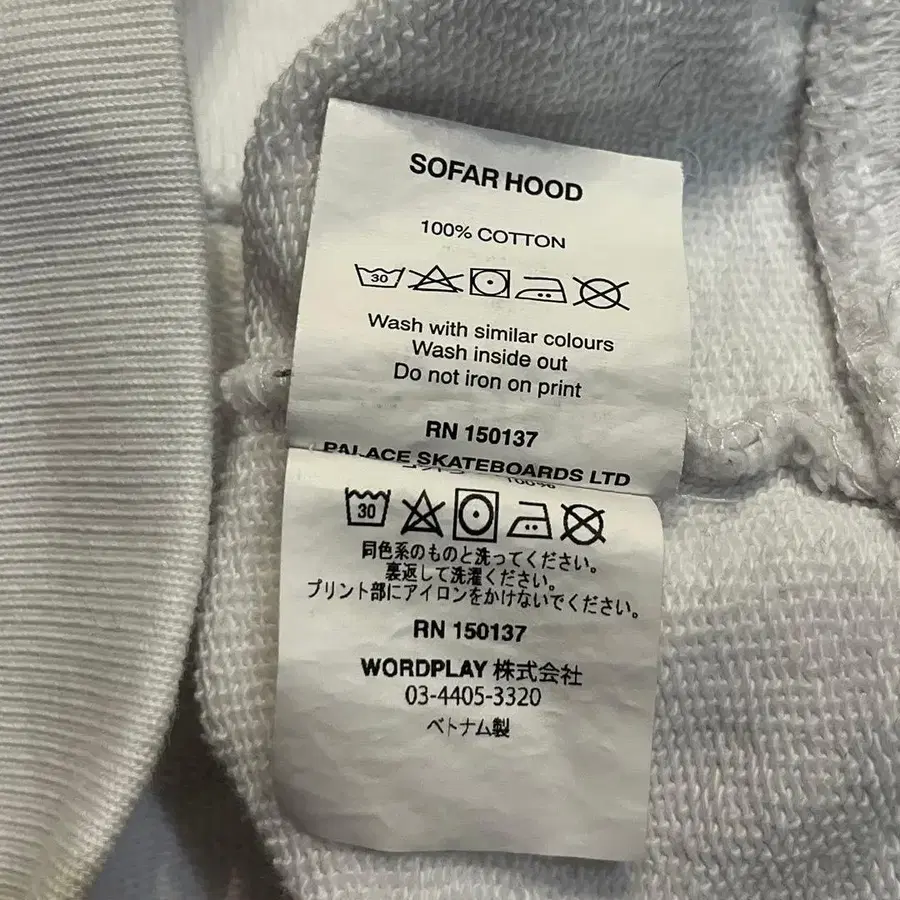 SOFAR HOOD
100% COTTON
30
Wash with similar colours
Wash inside out
Do not iron on print
RN 150137
PALACE SKATEBOARDS LTD
100%
30
同色系のものと洗ってください。
裏返して洗濯ください。
プリント部にアイロンをかけないでください。
RN 150137
WORDPLAY 株式会社
03-4405-3320
ベトナム製